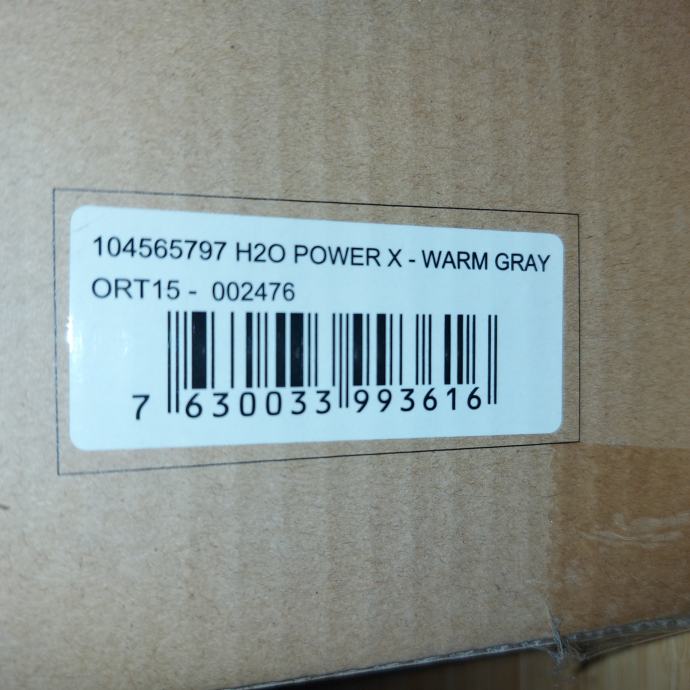 104565797 H2O POWER X - WARM GRAY
ORT15 - 002476
7 630033 993616